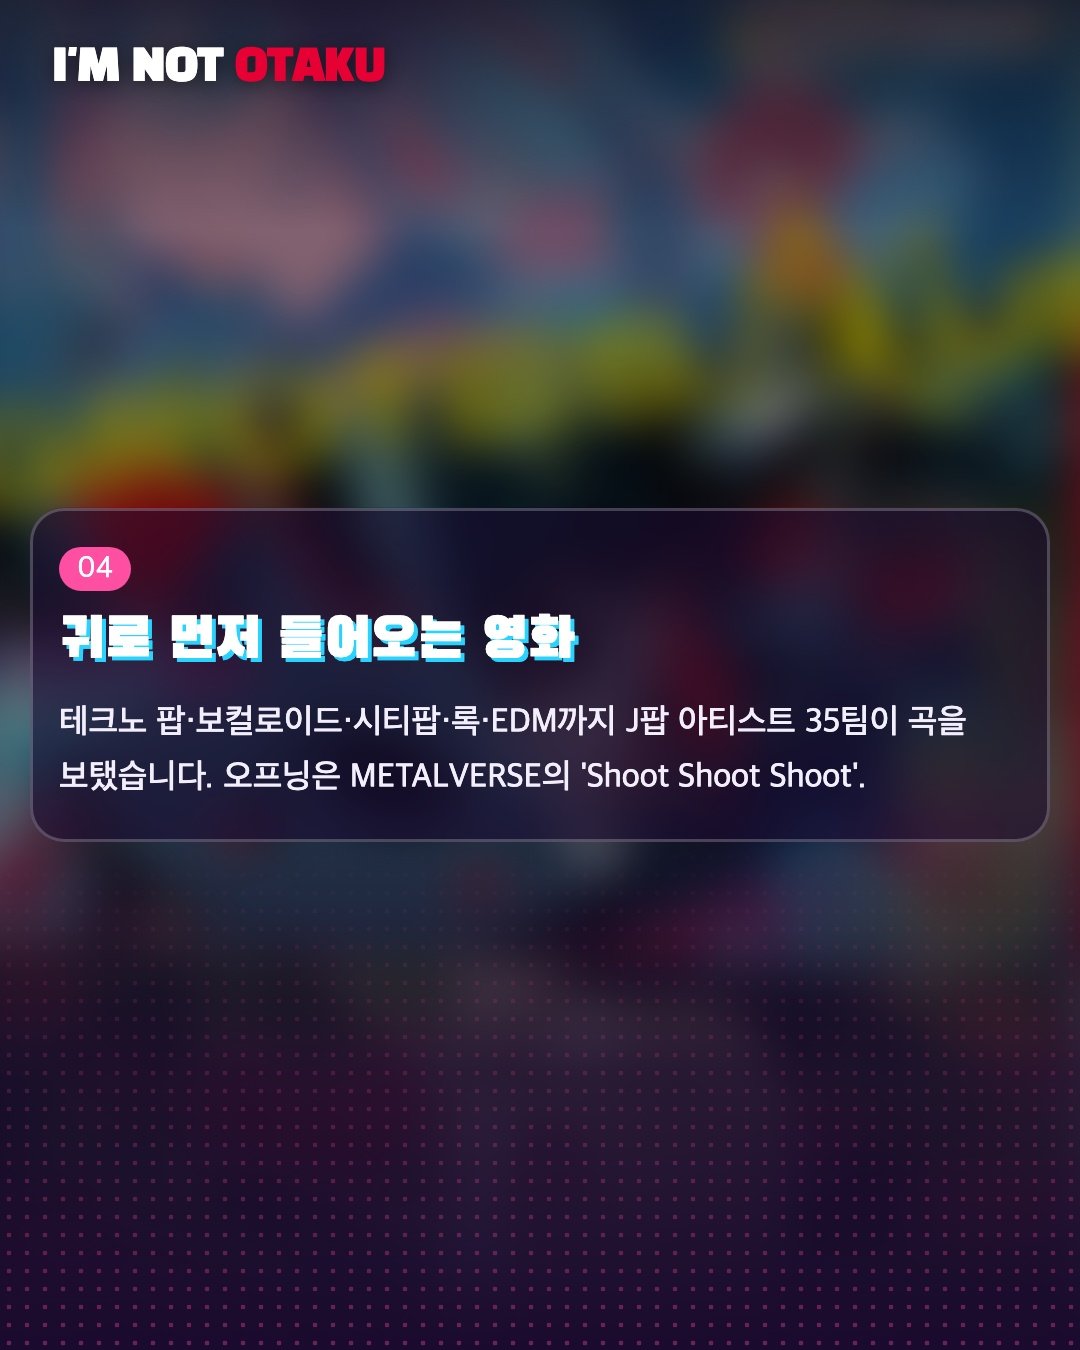 I'M NOT OTAKU
04
귀로 먼저 들어오는 영화
테크노 팝·보컬로이드·시티팝·록·EDM까지 J팝 아티스트 35팀이 곡을
보탰습니다. 오프닝은 METALVERSE의 'Shoot Shoot Shoot'.